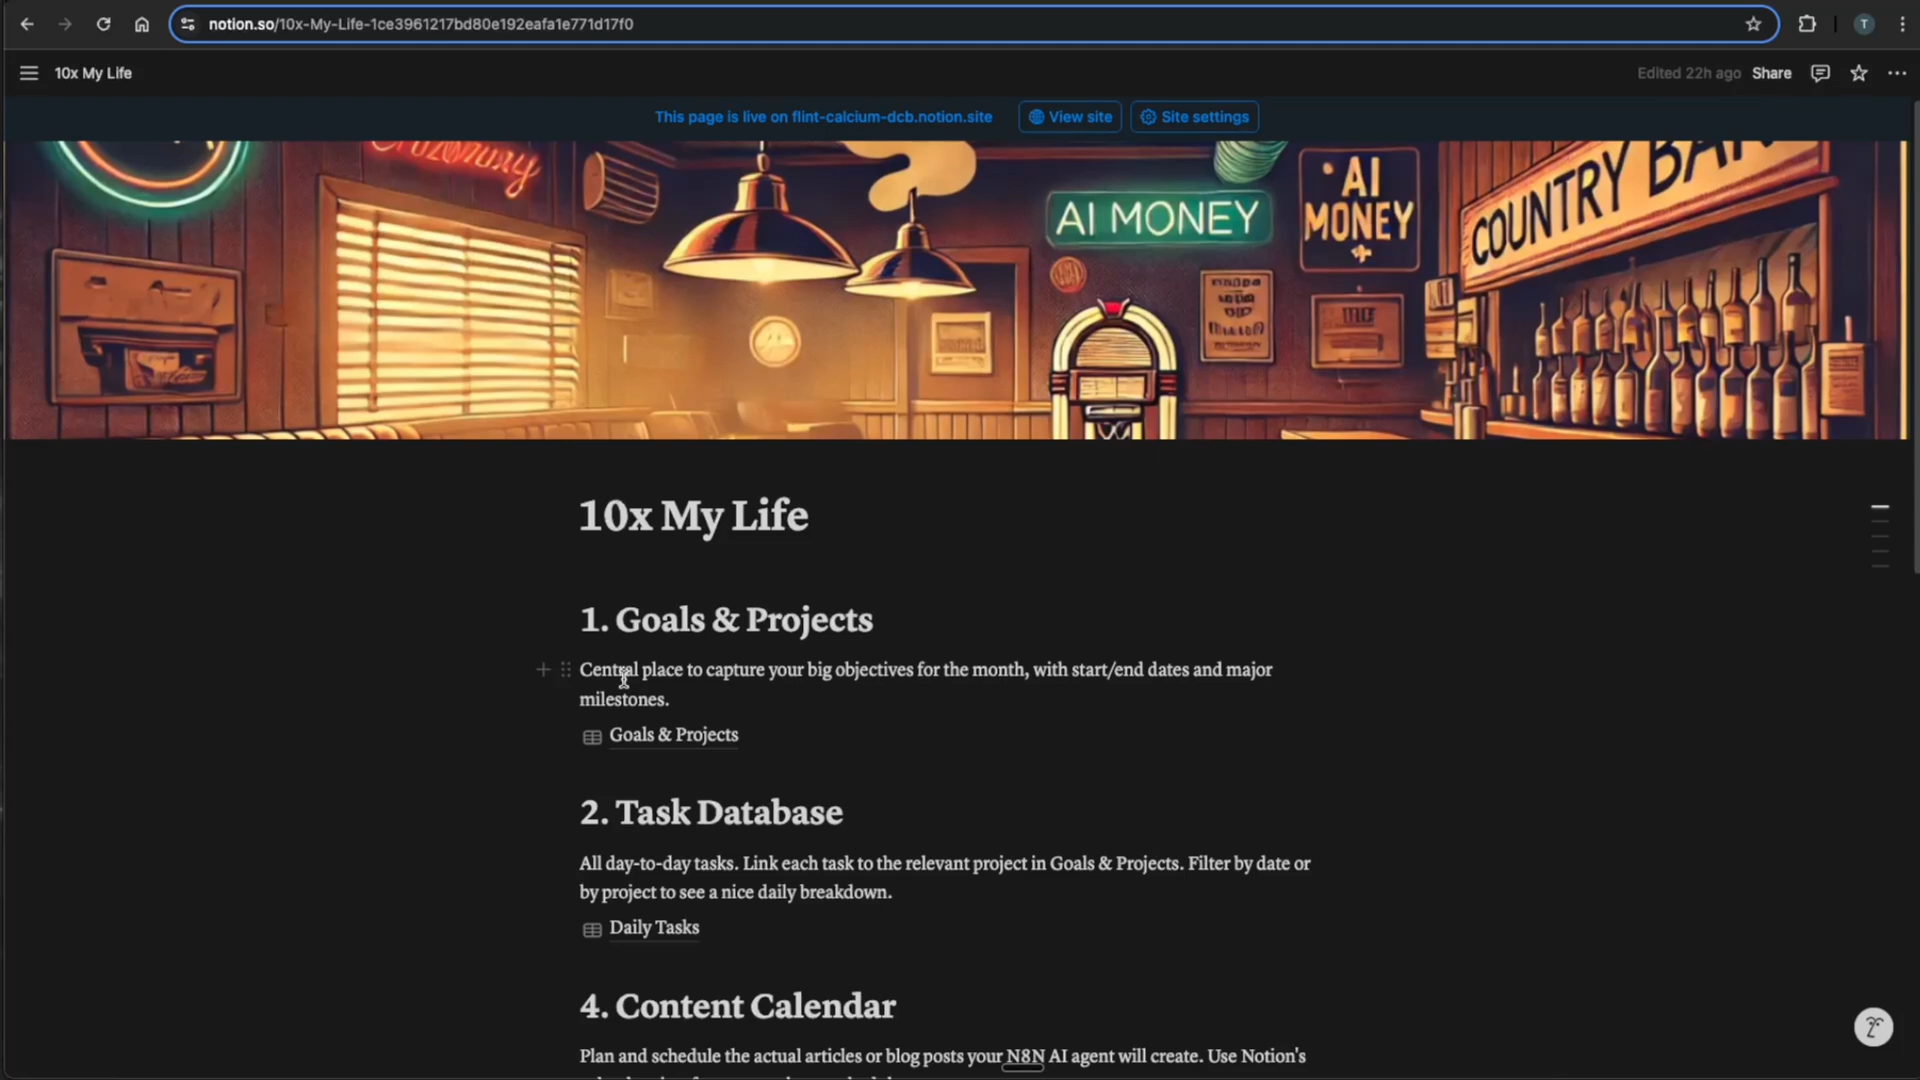 notion.so/10x-My-Life-1ce3961217bd80e192eafa1e771d17f0
T
10x My Life
Edited 22h ago
Share
This page is live on flint-calcium-dcb.notion.site
View site
Site settings
AI MONEY
AI
MONEY
COUNTRY BAR
10x My Life
1. Goals & Projects
Central place to capture your big objectives for the month, with start/end dates and major
milestones.
Goals & Projects
2. Task Database
All day-to-day tasks. Link each task to the relevant project in Goals & Projects. Filter by date or
by project to see a nice daily breakdown.
Daily Tasks
4. Content Calendar
Plan and schedule the actual articles or blog posts your N8N AI agent will create. Use Notion's